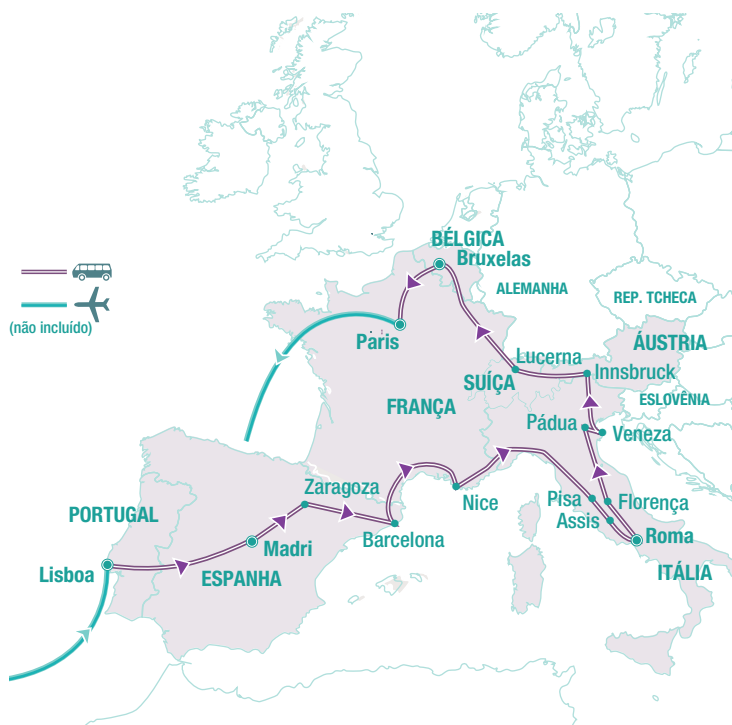 (não incluído)
BÉLGICA
Bruxelas
ALEMANHA
REP. TCHECA
Paris
ÁUSTRIA
Lucerna
SUÍÇA
Innsbruck
FRANÇA
ESLOVÊNIA
Pádua
Veneza
Zaragoza
Nice
Pisa
Florença
PORTUGAL
Assis
Madri
Barcelona
Roma
Lisboa
ESPANHA
ITÁLIA